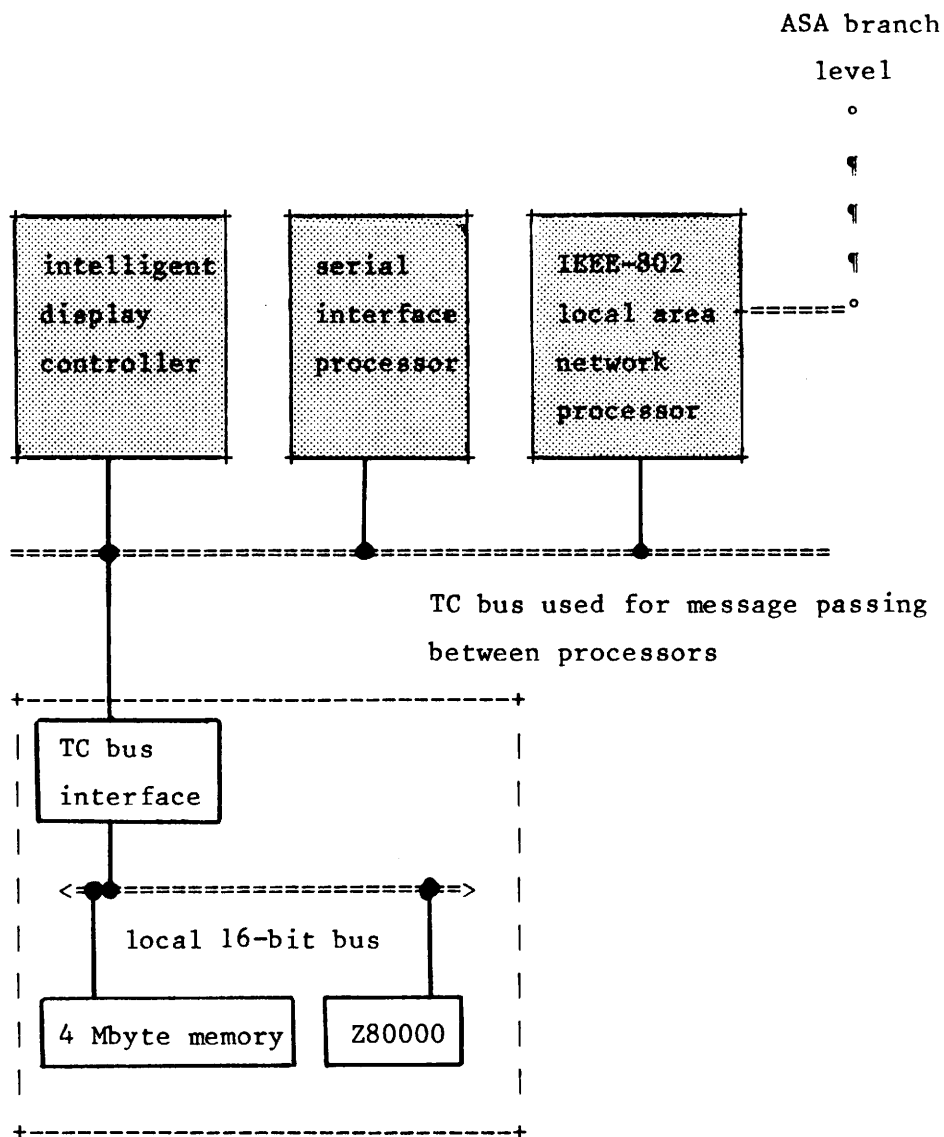 ASA branch
level
intelligent
display
controller
serial
interface
processor
IEEE-802
local area
network
processor
TC bus used for message passing
between processors
TC bus
interface
local 16-bit bus
4 Mbyte memory
Z80000